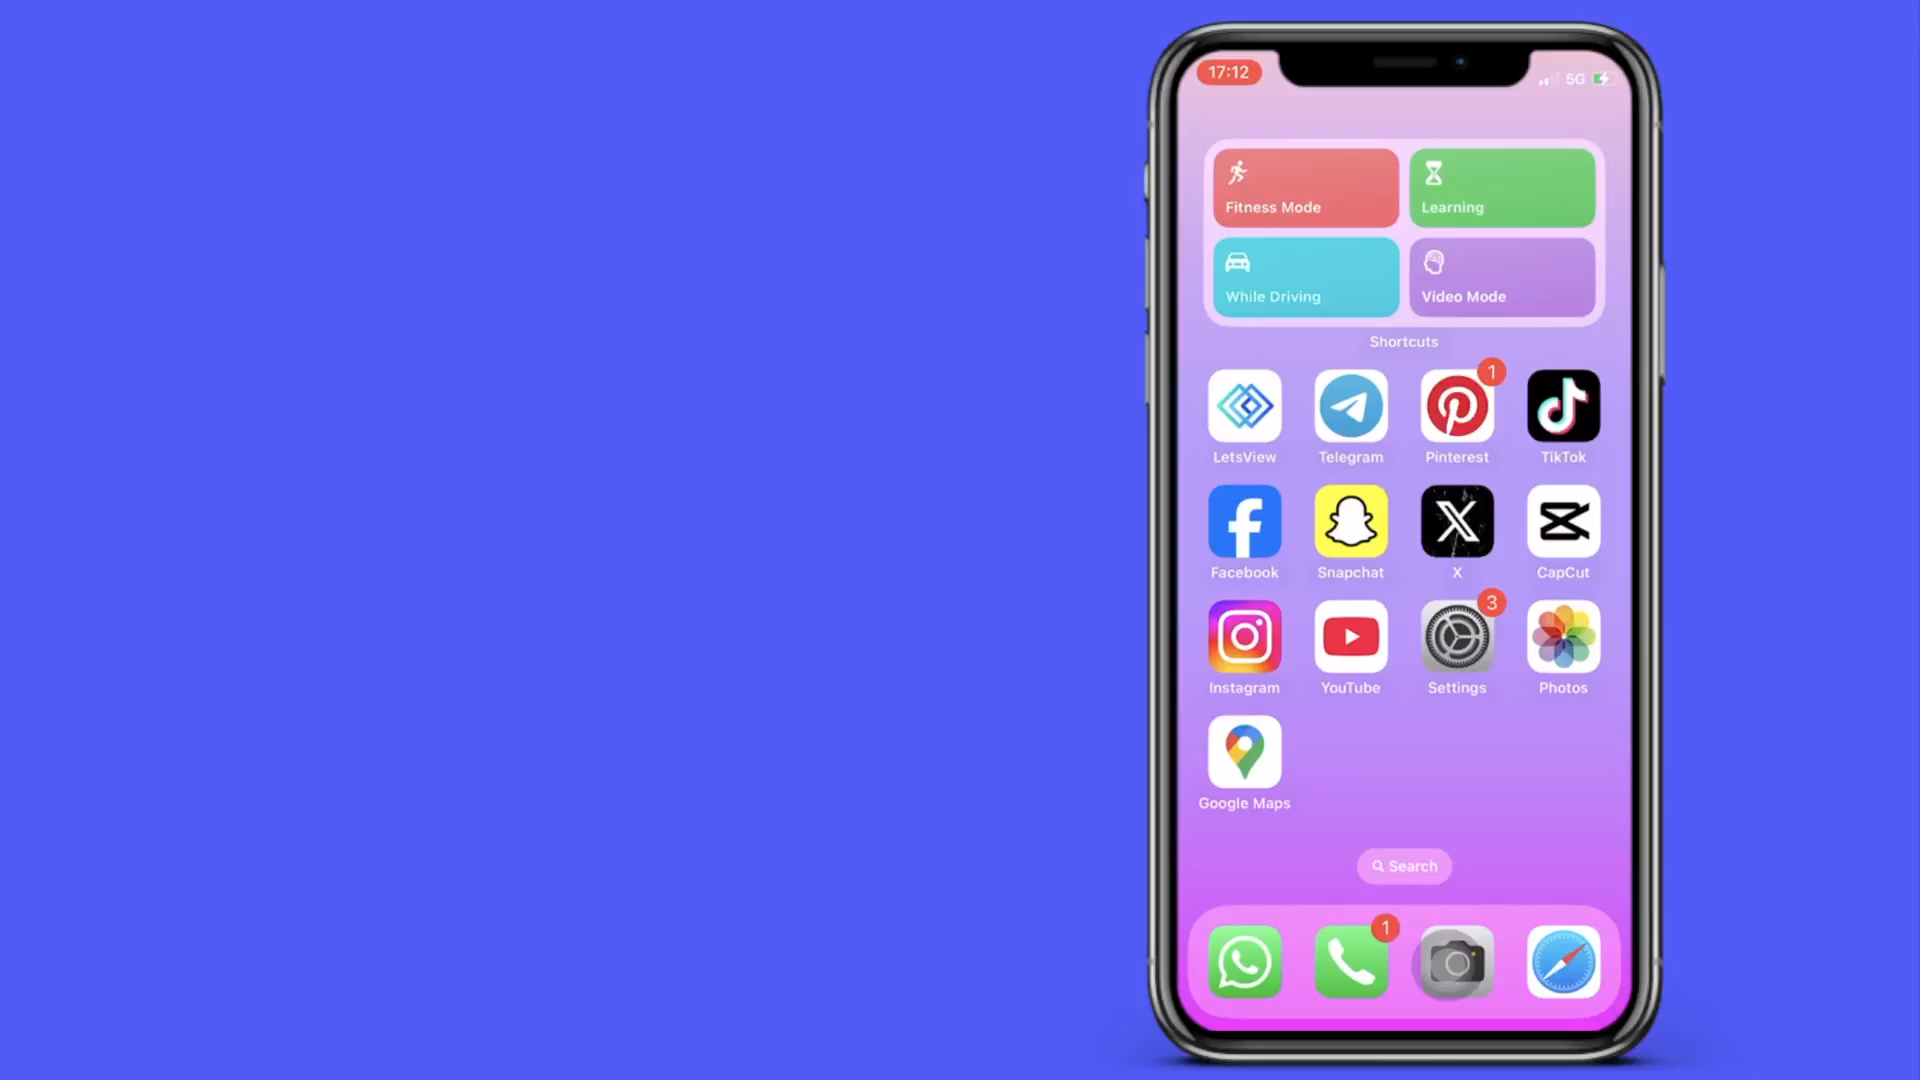 17:12
5G
Fitness Mode
Learning
While Driving
Vídeo Mode
Shortcuts
1
LetsView
Telegram
Pinterest
TikTok
Facebook
Snapchat
X
CapCut
3
Instagram
YouTube
Settings
Photos
Google Maps
Search
1